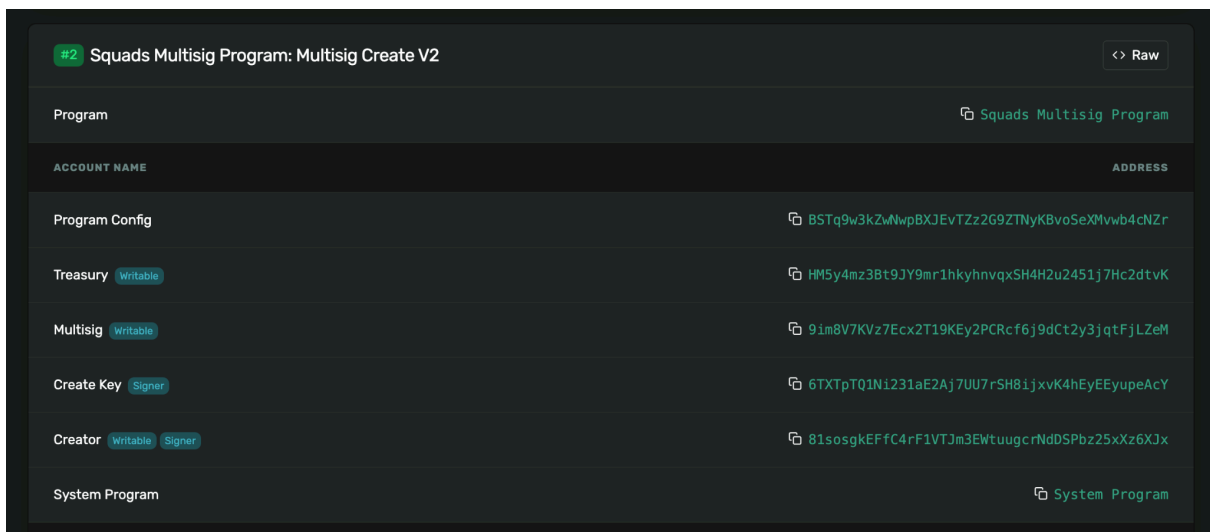 #2 Squads Multisig Program: Multisig Create V2 <> Raw
Program Squads Multisig Program
ACCOUNT NAME ADDRESS
Program Config BSTq9w3kZwNwpBXJEvTZz2G9ZTNyKBvoSeXMvwb4cNZr
Treasury Writable HM5y4mz3Bt9JY9mr1hkyhnvqxSH4H2u2451j7Hc2dtvK
Multisig Writable 9im8V7KVz7Ecx2T19KEy2PCRcf6j9dCt2y3jqtFjLZeM
Create Key Signer 6TXTpTQ1Ni231aE2Aj7UU7rSH8ijxvK4hEyEEyupeAcY
Creator Writable Signer 81sosgkEFfC4rF1VTJm3EWtuugcrNdDSPbz25xXz6XJx
System Program System Program